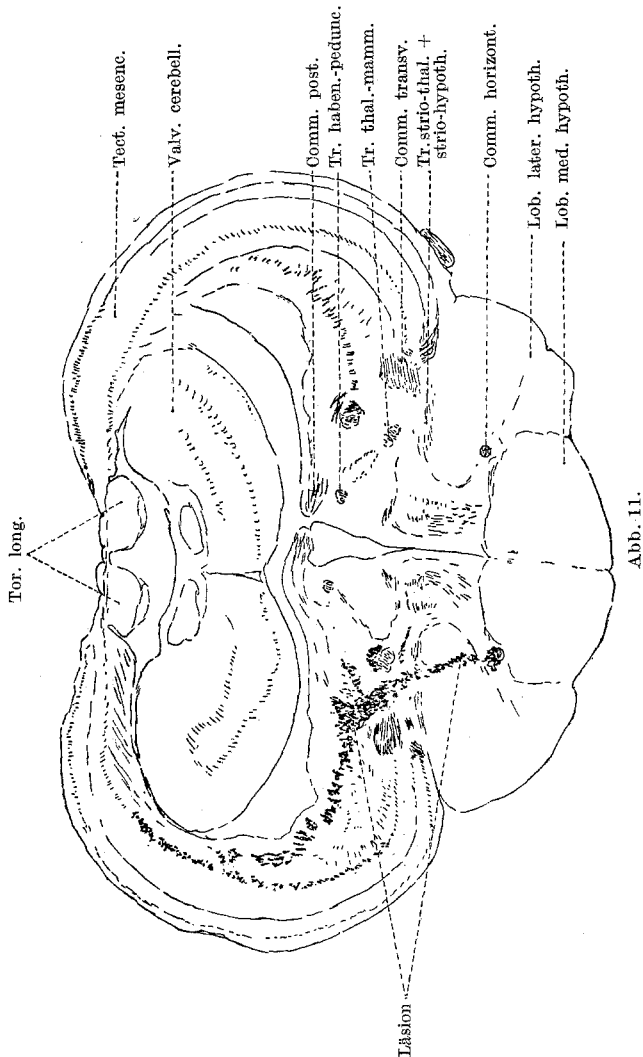 Tor. long.
Tect. mesenc.
Valv. cerebell.
Comm. post.
Tr. haben.-pedunc.
Tr. thal.-mamm.
Comm. transv.
Tr. strio-thal. +
strio-hypoth.
Comm. horizont.
Lob. later. hypoth.
Lob. med. hypoth.
Läsion
Abb. 11.